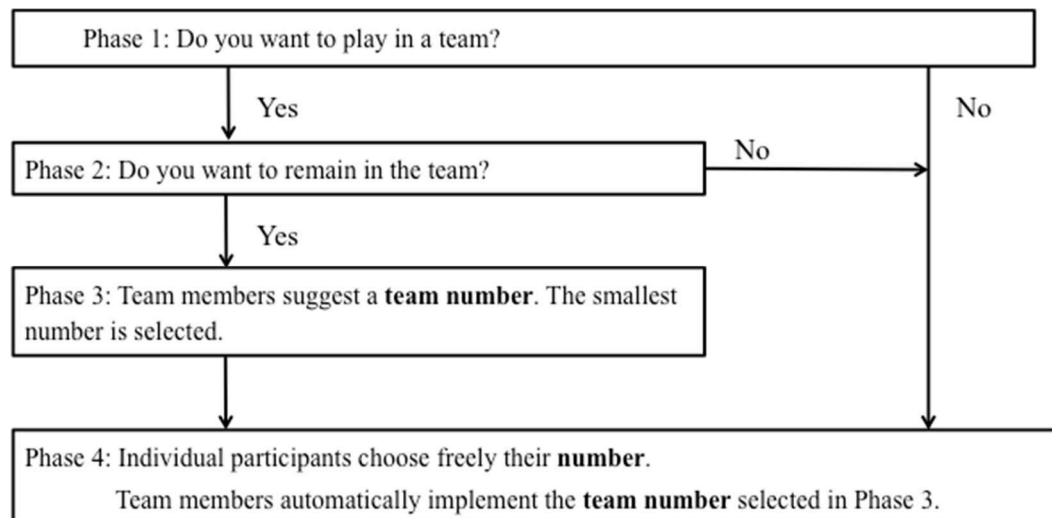 Phase 1: Do you want to play in a team?
Yes
No
Phase 2: Do you want to remain in the team?
No
Yes
Phase 3: Team members suggest a team number. The smallest
number is selected.
Phase 4: Individual participants choose freely their number.
Team members automatically implement the team number selected in Phase 3.